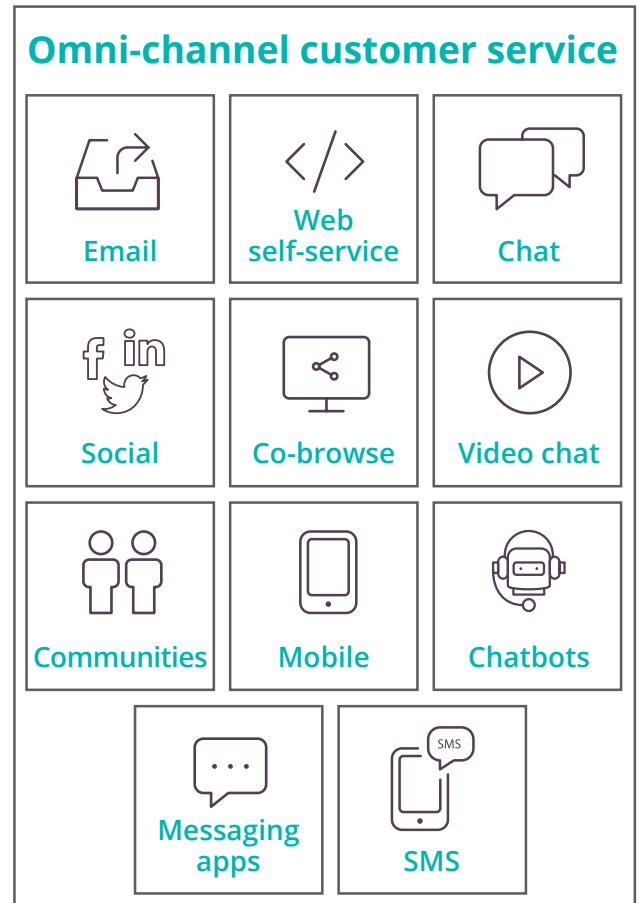 Omni-channel customer service
Email
Web
self-service
Chat
f in
Social
Co-browse
Video chat
Communities
Mobile
Chatbots
SMS
Messaging
apps
SMS